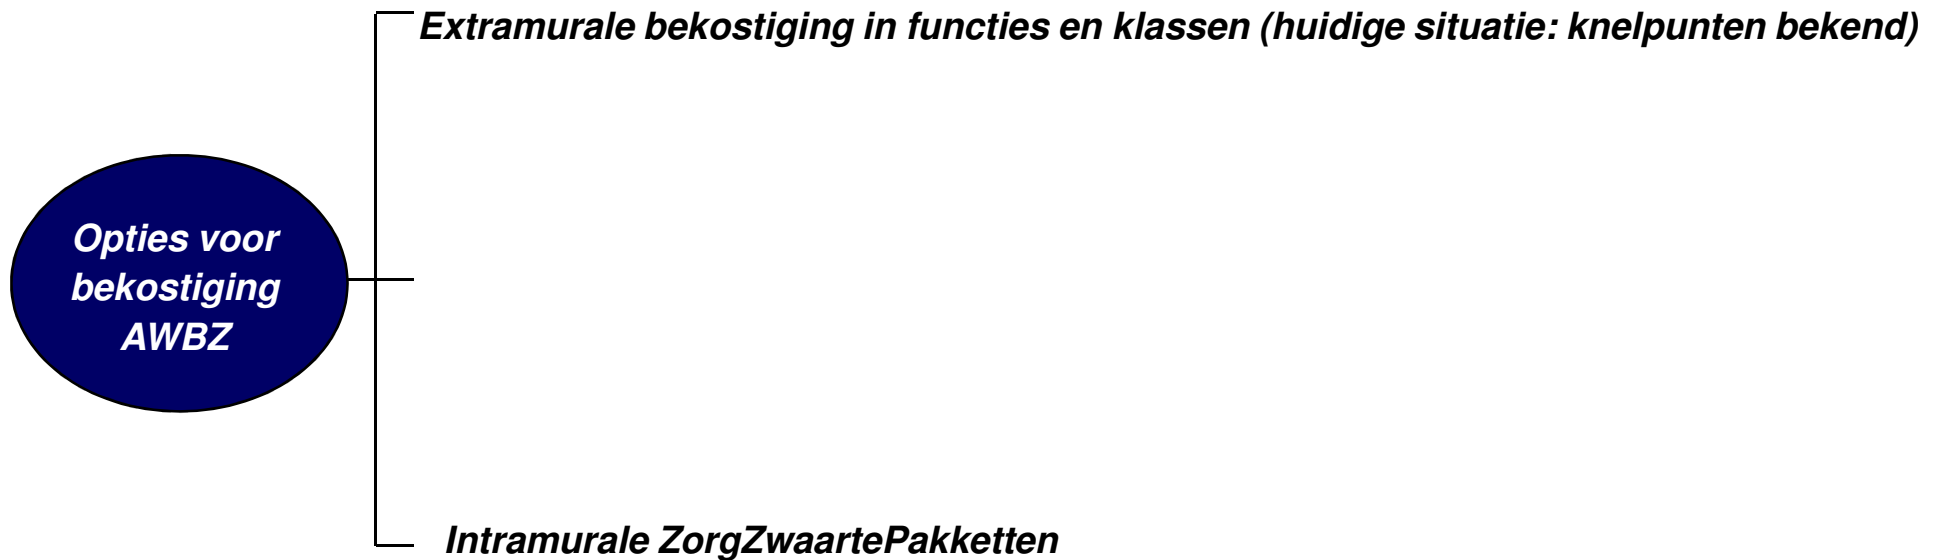 Extramurale bekostiging in functies en klassen (huidige situatie: knelpunten bekend)
Opties voor
bekostiging
AWBZ
Intramurale ZorgZwaartePakketten